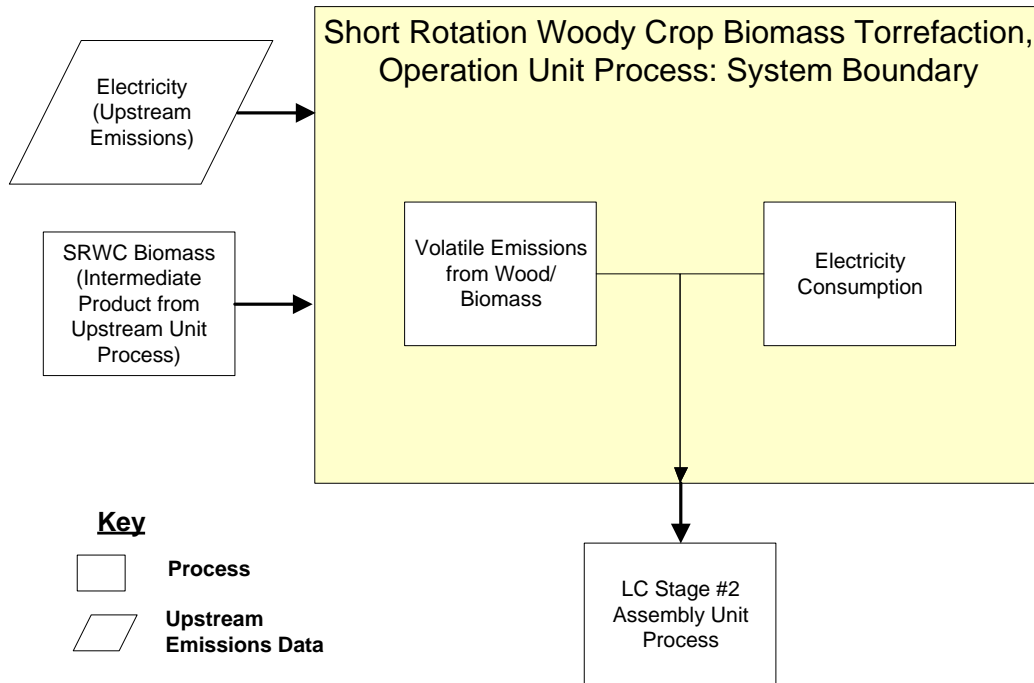 Short Rotation Woody Crop Biomass Torrefaction,
Operation Unit Process: System Boundary
Electricity
(Upstream
Emissions)
SRWC Biomass
(Intermediate
Product from
Upstream Unit
Process)
Volatile Emissions
from Wood/
Biomass
Electricity
Consumption
Key
Process
Upstream
Emissions Data
LC Stage #2
Assembly Unit
Process